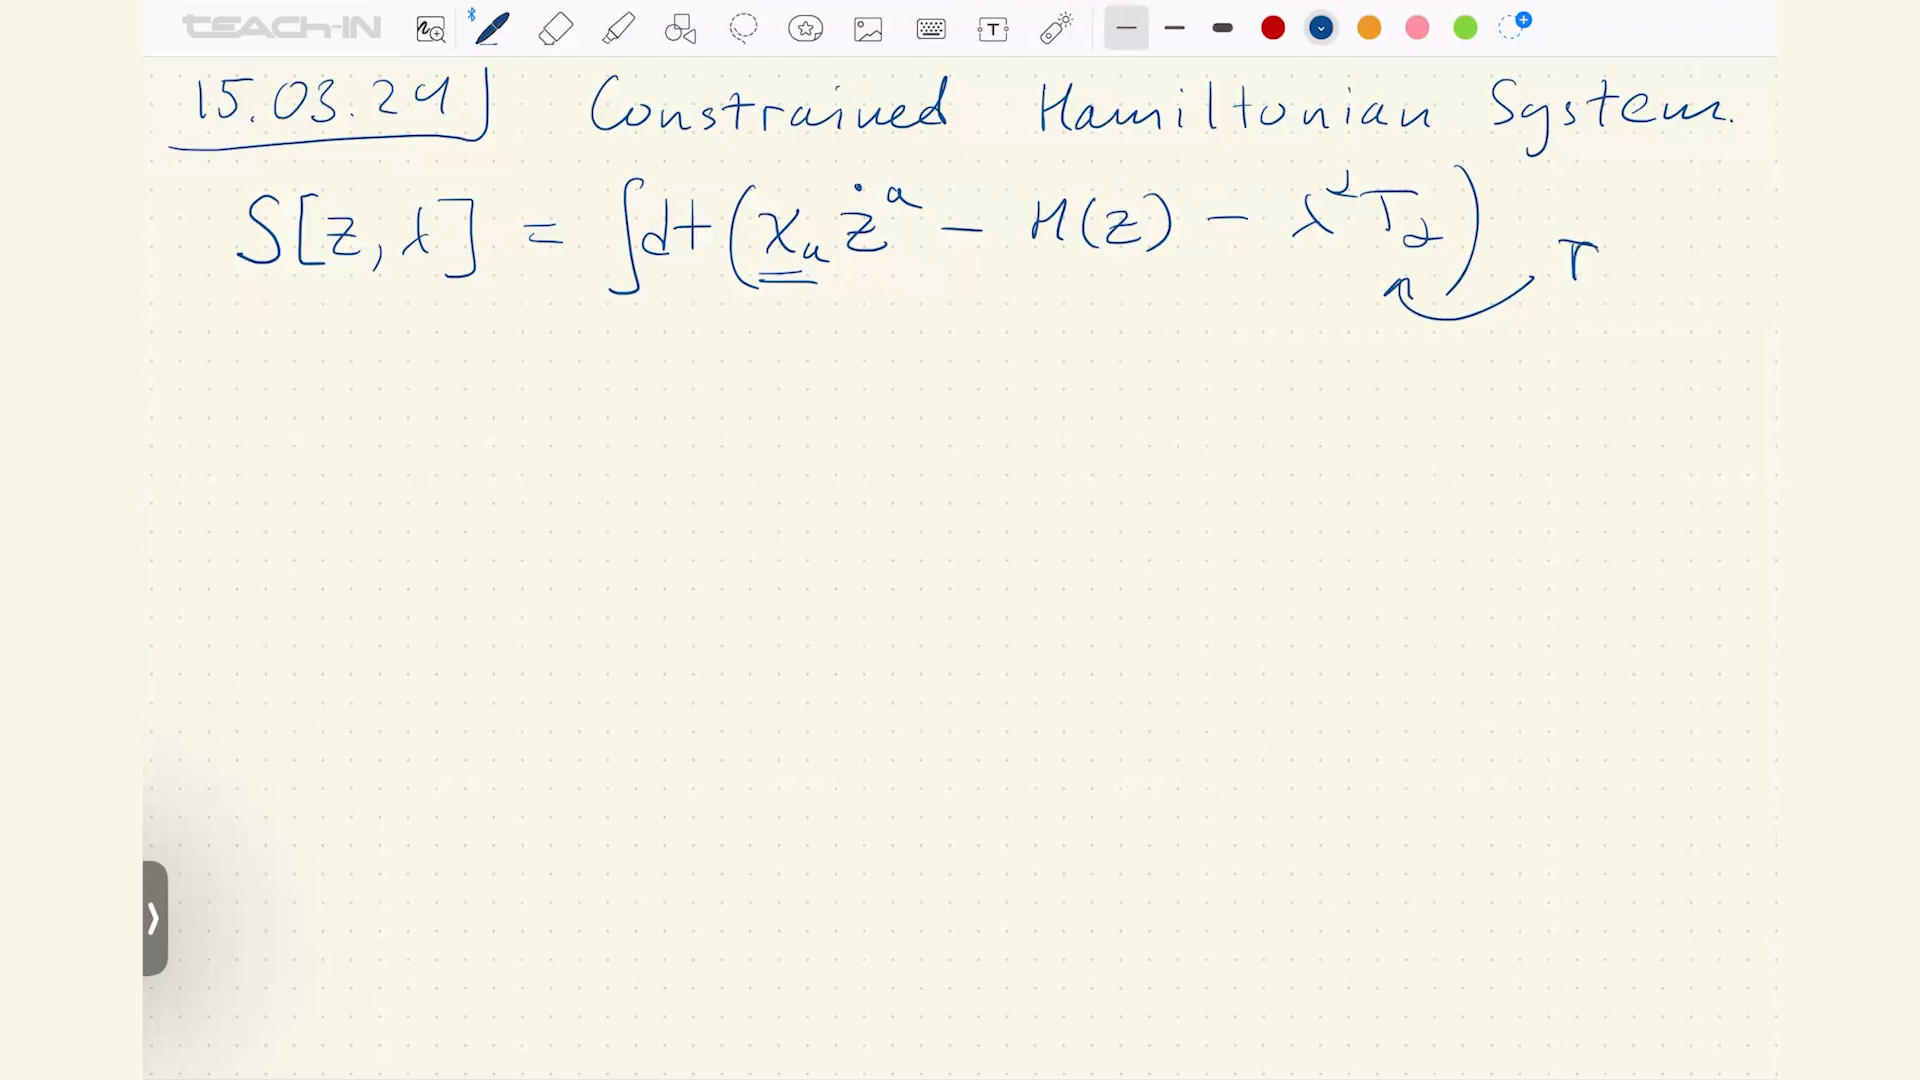 teach-in
15.03.24 Constrained Hamiltonian System.
S[z, λ] = ∫dt (χ_a ż^a − H(z) − λ^α T_α)
T